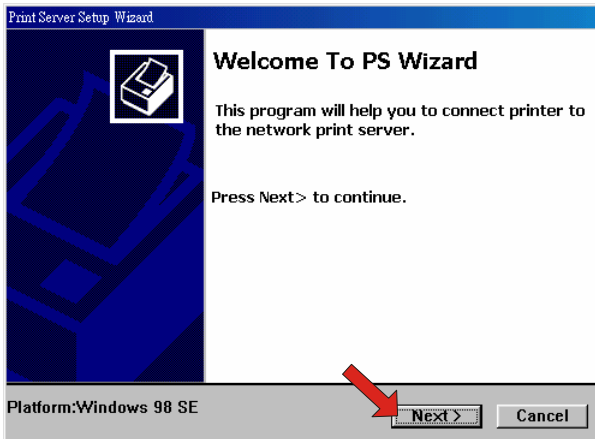 Print Server Setup Wizard
Welcome To PS Wizard
This program will help you to connect printer to
the network print server.
Press Next> to continue.
Platform:Windows 98 SE
Next >
Cancel